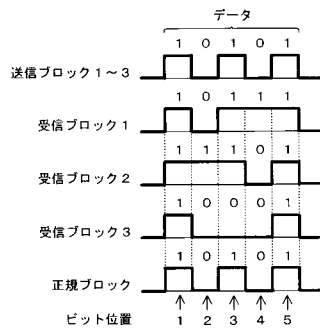 データ
1 0 1 0 1
送信ブロック1〜3
1 0 1 1 1
受信ブロック1
1 1 1 0 1
受信ブロック2
1 0 0 0 1
受信ブロック3
1 0 1 0 1
正規ブロック
ビット位置 1 2 3 4 5